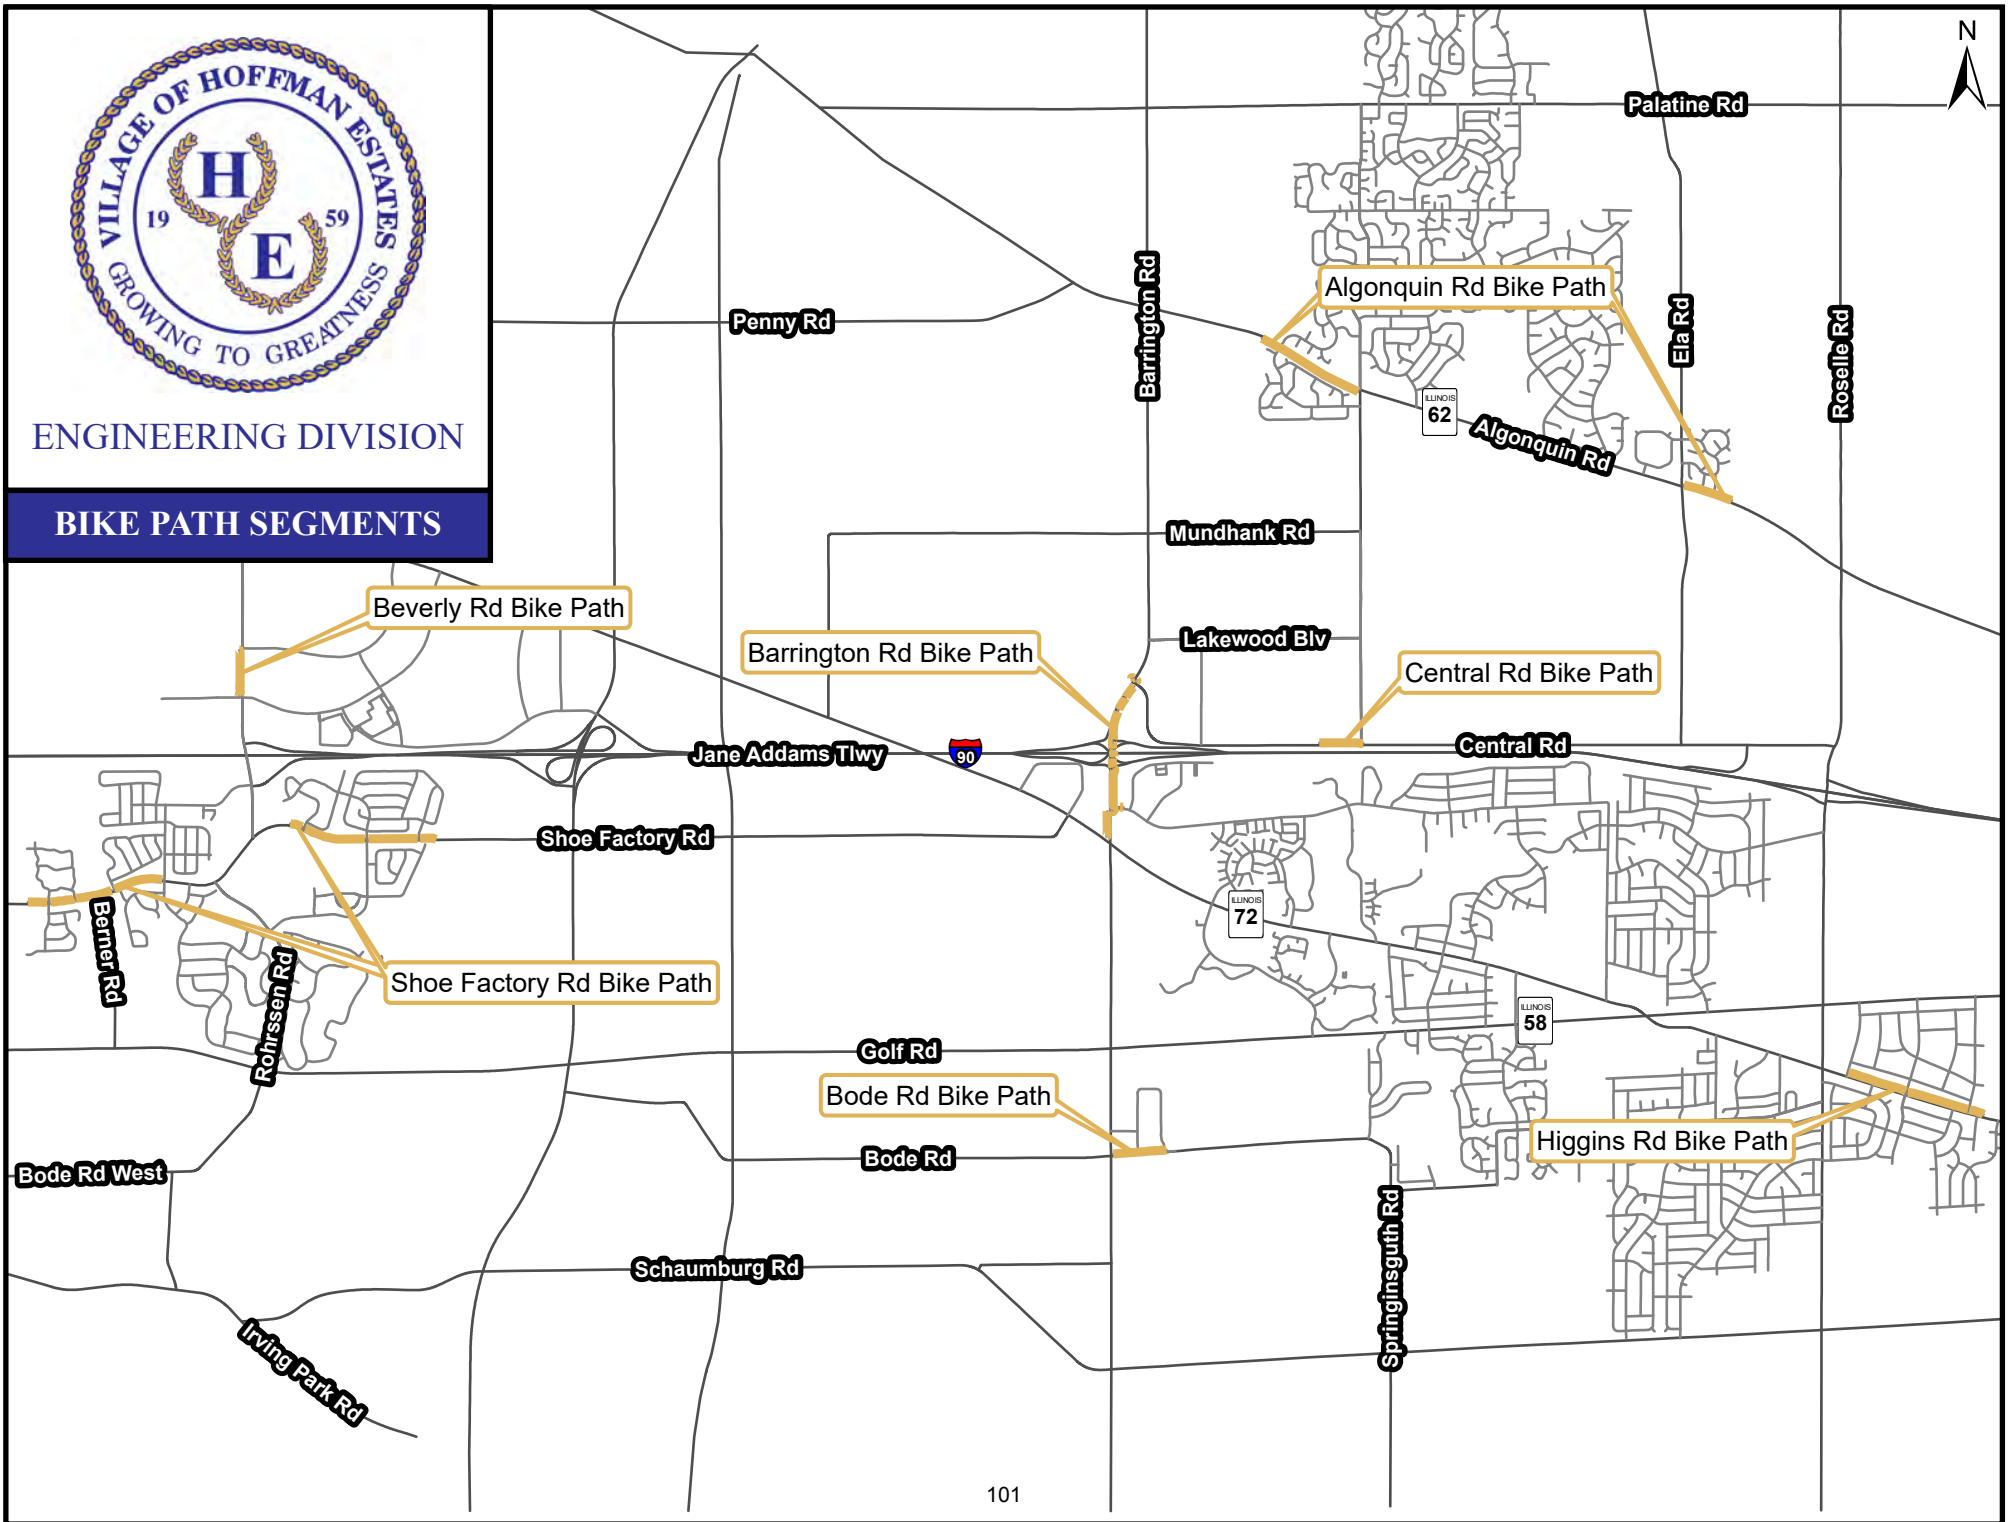 VILLAGE OF HOFFMAN ESTATES
H
19
59
E
GROWING TO GREATNESS
ENGINEERING DIVISION
BIKE PATH SEGMENTS
N
Palatine Rd
Barrington Rd
Algonquin Rd Bike Path
Penny Rd
Ela Rd
Roselle Rd
ILLINOIS
62
Algonquin Rd
Mundhank Rd
Beverly Rd Bike Path
Lakewood Blv
Barrington Rd Bike Path
Central Rd Bike Path
Jane Addams Tlwy
90
Central Rd
Shoe Factory Rd
ILLINOIS
72
Berner Rd
Rohrssen Rd
Shoe Factory Rd Bike Path
ILLINOIS
58
Golf Rd
Bode Rd Bike Path
Higgins Rd Bike Path
Bode Rd
Bode Rd West
Springinsguth Rd
Schaumburg Rd
Irving Park Rd
101